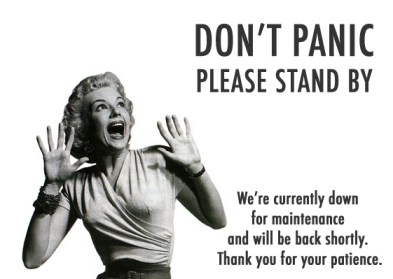 DON'T PANIC
PLEASE STAND BY
We're currently down
for maintenance
and will be back shortly.
Thank you for your patience.